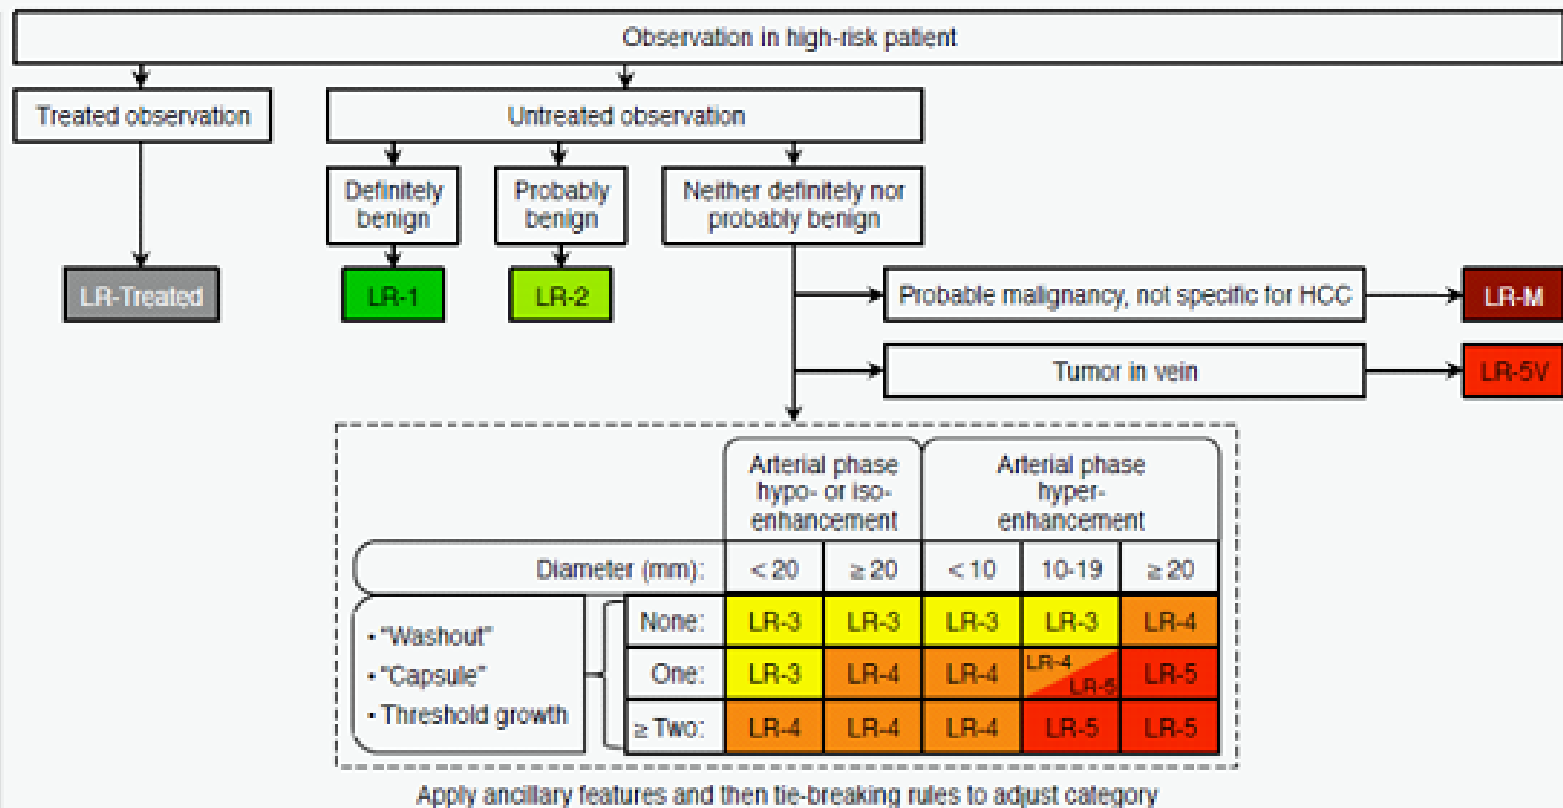 Observation in high-risk patient
Treated observation
Untreated observation
Definitely
benign
Probably
benign
Neither definitely nor
probably benign
LR-Treated
LR-1
LR-2
Probable malignancy, not specific for HCC
LR-M
Tumor in vein
LR-5V
Arterial phase
hypo- or iso-
enhancement
Arterial phase
hyper-
enhancement
Diameter (mm): < 20 ≥ 20 < 10 10-19 ≥ 20
• "Washout"
• "Capsule"
• Threshold growth
None: LR-3 LR-3 LR-3 LR-3 LR-4
One: LR-3 LR-4 LR-4 LR-4 LR-5 LR-5
≥ Two: LR-4 LR-4 LR-4 LR-5 LR-5
Apply ancillary features and then tie-breaking rules to adjust category